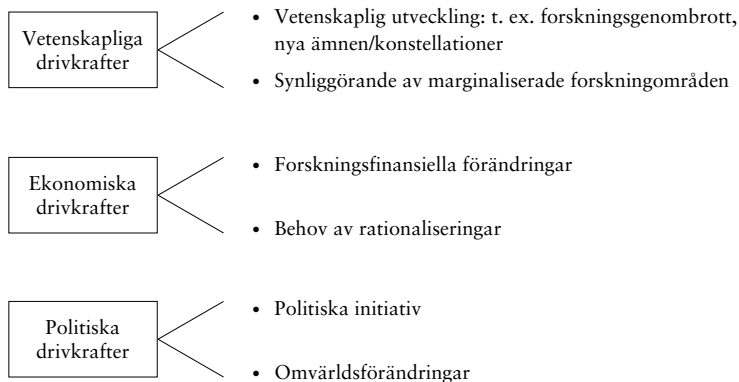 Vetenskapliga
drivkrafter
• Vetenskaplig utveckling: t. ex. forskningsgenombrott,
nya ämnen/konstellationer
• Synliggörande av marginaliserade forskningområden
Ekonomiska
drivkrafter
• Forskningsfinansiella förändringar
• Behov av rationaliseringar
Politiska
drivkrafter
• Politiska initiativ
• Omvärldsförändringar